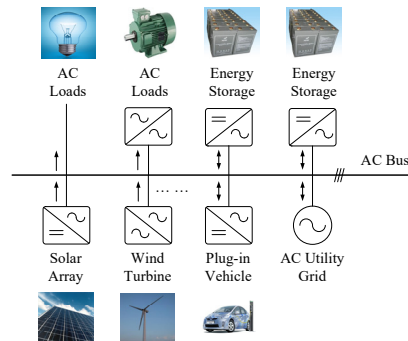 AC Loads
AC Loads
Energy Storage
Energy Storage
AC Bus
... ...
Solar Array
Wind Turbine
Plug-in Vehicle
AC Utility Grid